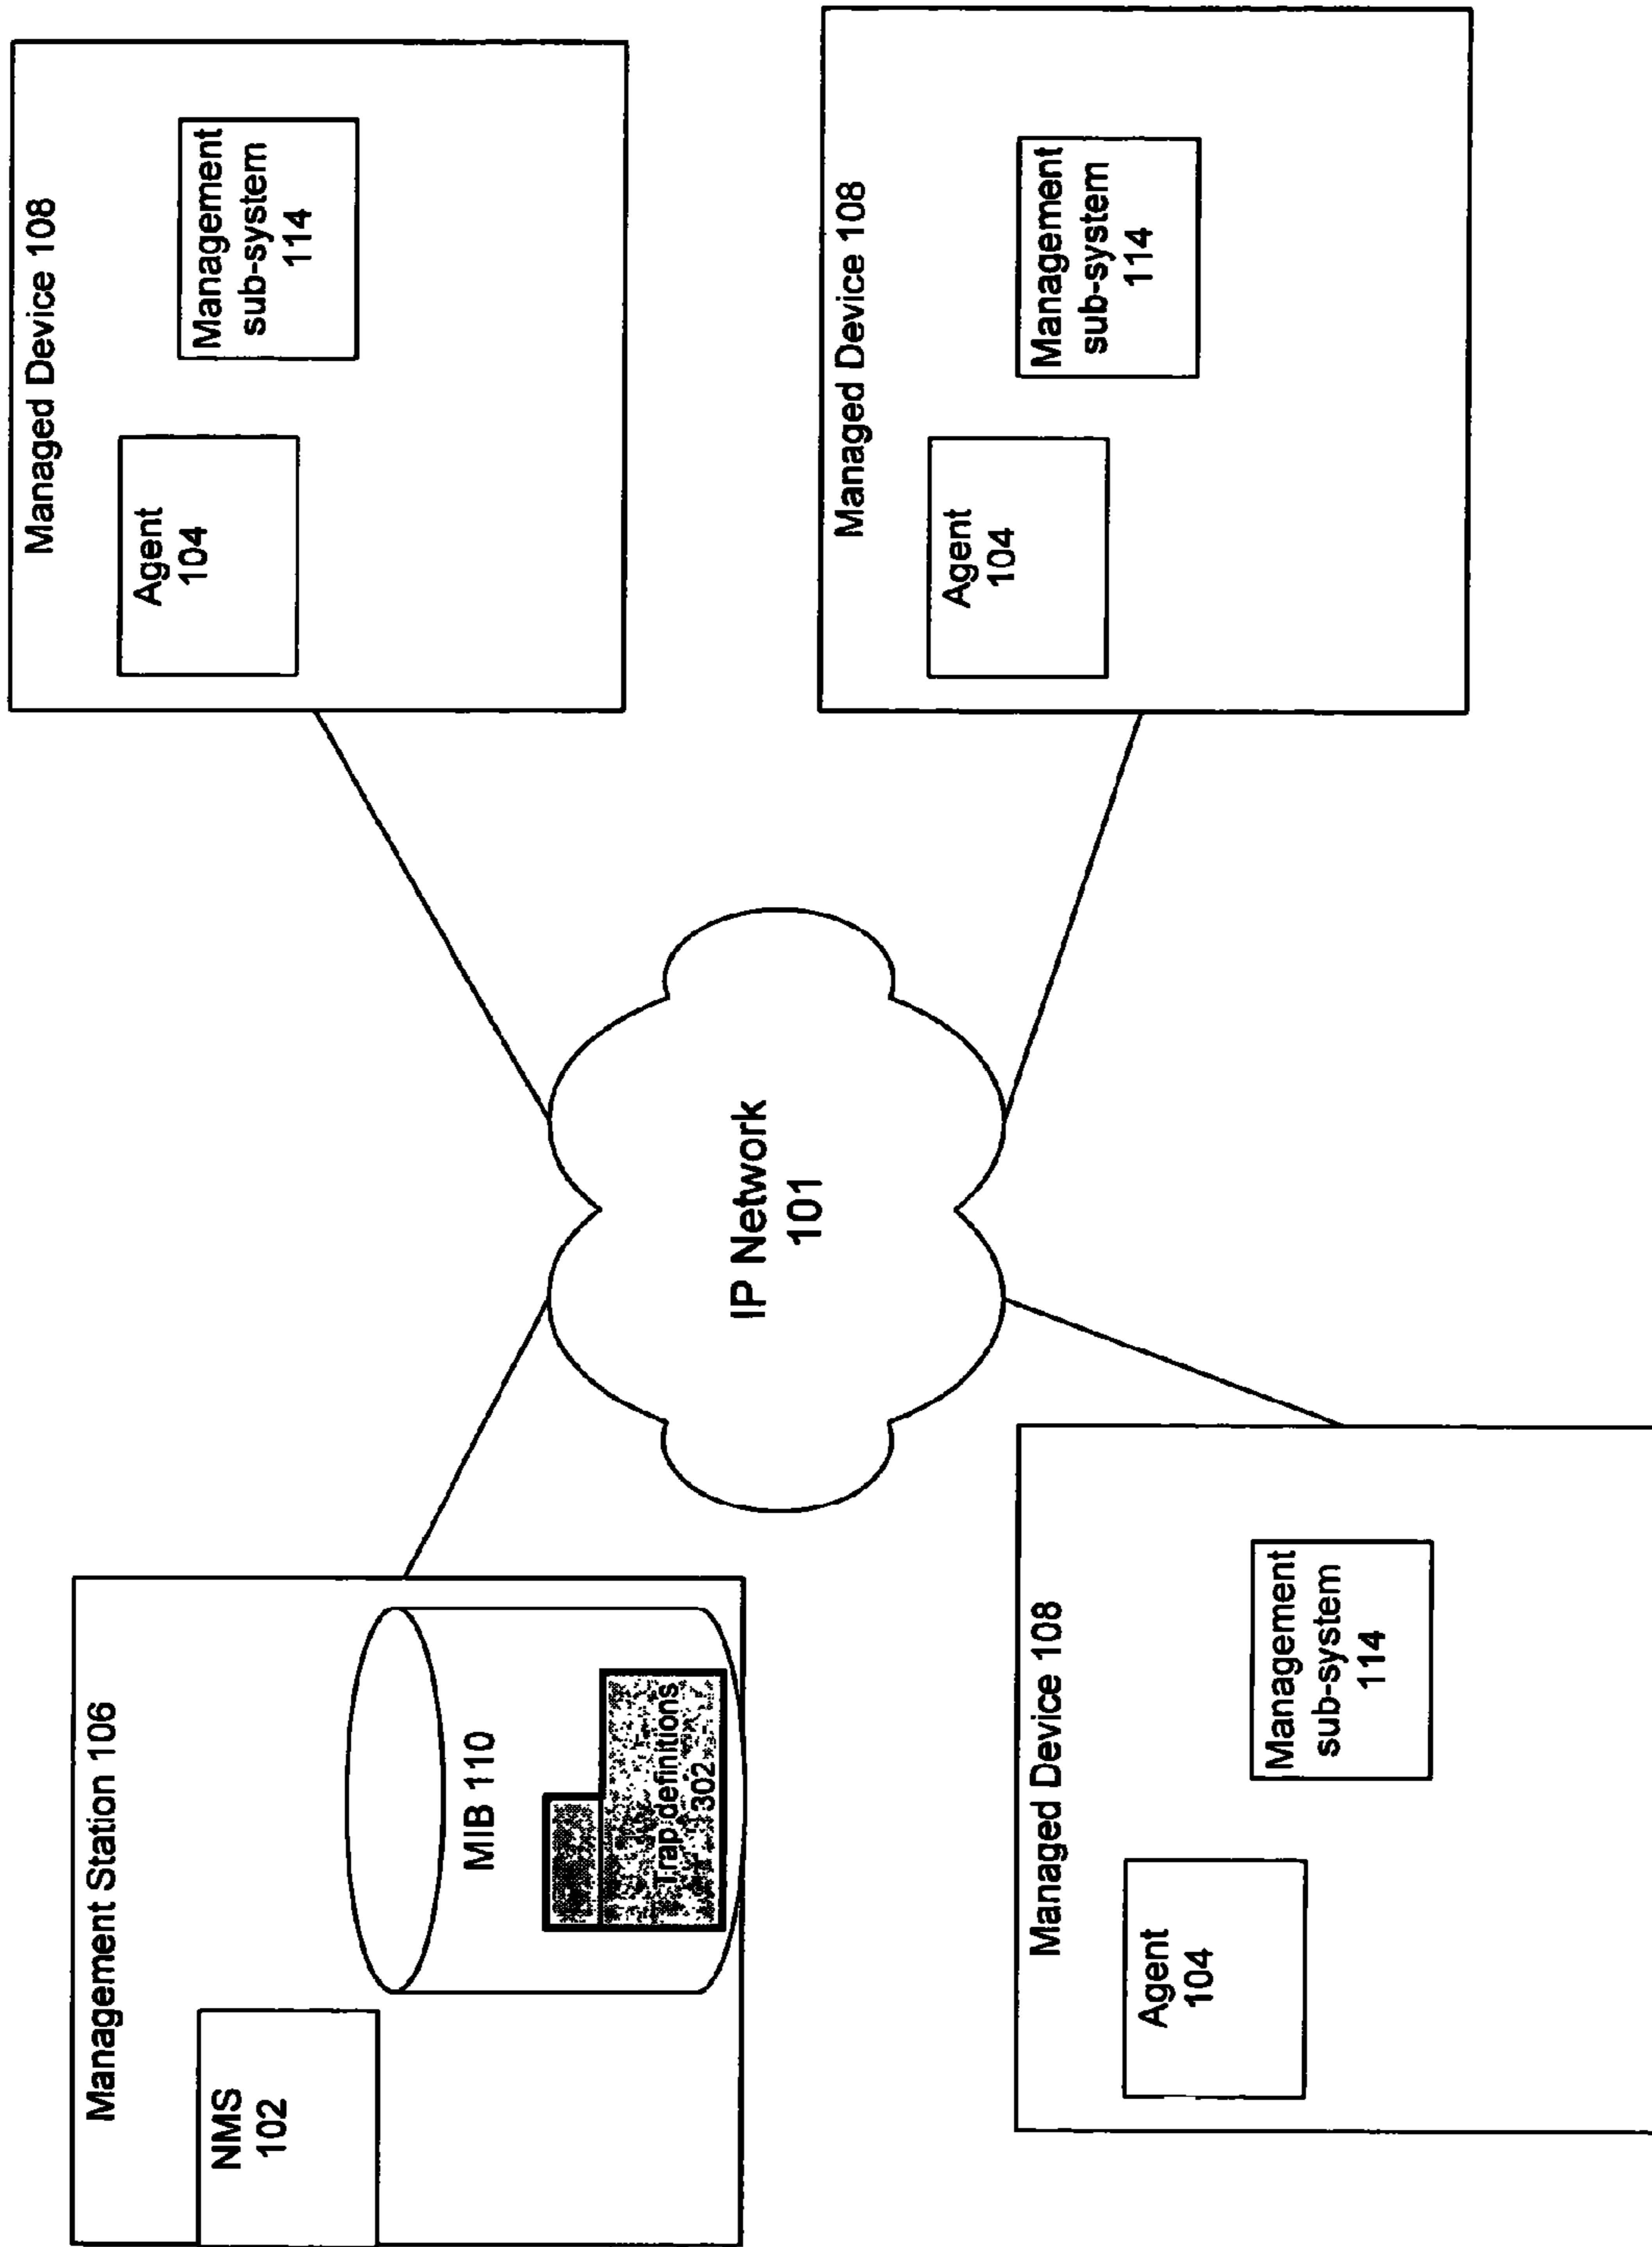 Management Station 106
NMS
102
MIB 110
Trap definitions
302
Managed Device 108
Agent
104
Management
sub-system
114
IP Network
101
Managed Device 108
Agent
104
Management
sub-system
114
Managed Device 108
Agent
104
Management
sub-system
114